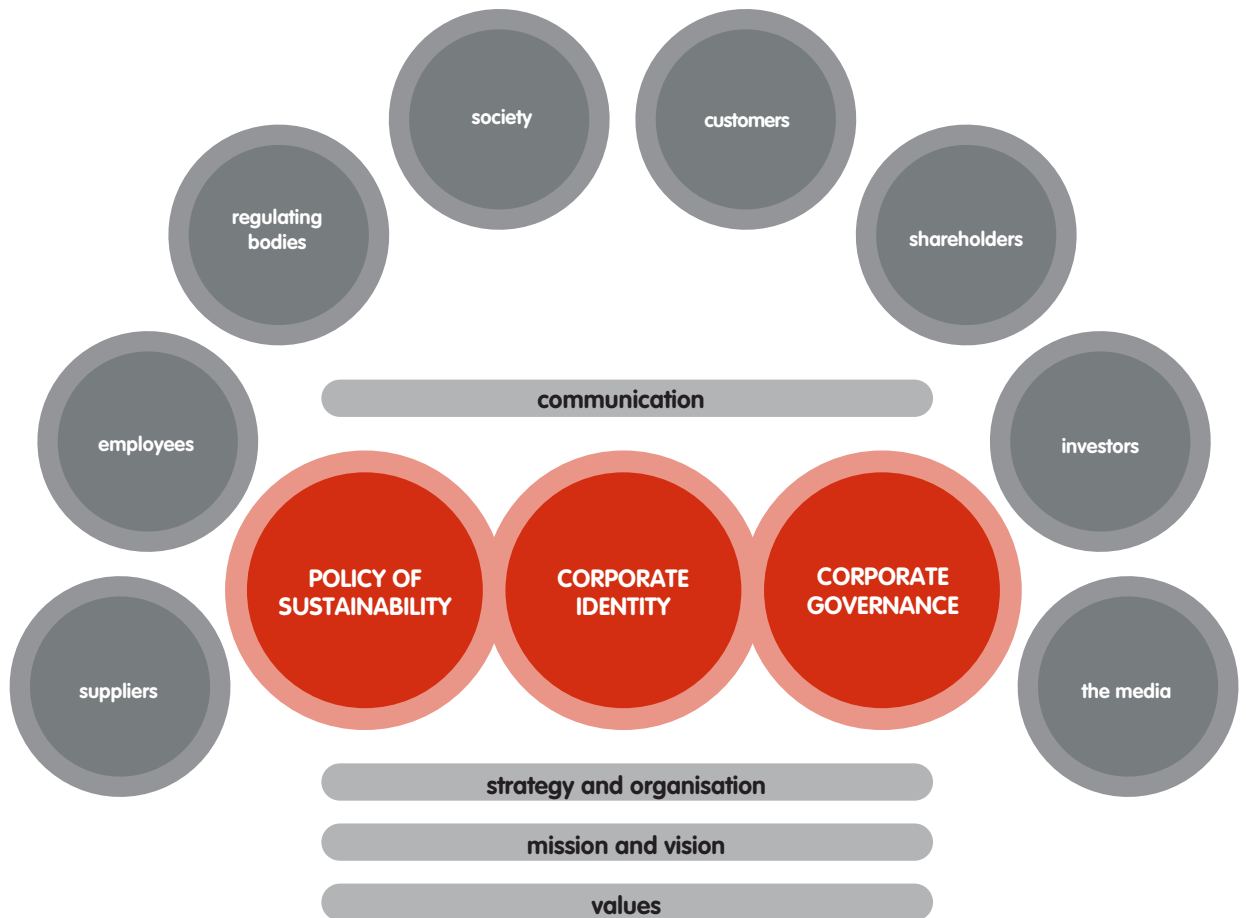 society
customers
regulating
bodies
shareholders
communication
employees
investors
POLICY OF
SUSTAINABILITY
CORPORATE
IDENTITY
CORPORATE
GOVERNANCE
suppliers
the media
strategy and organisation
mission and vision
values